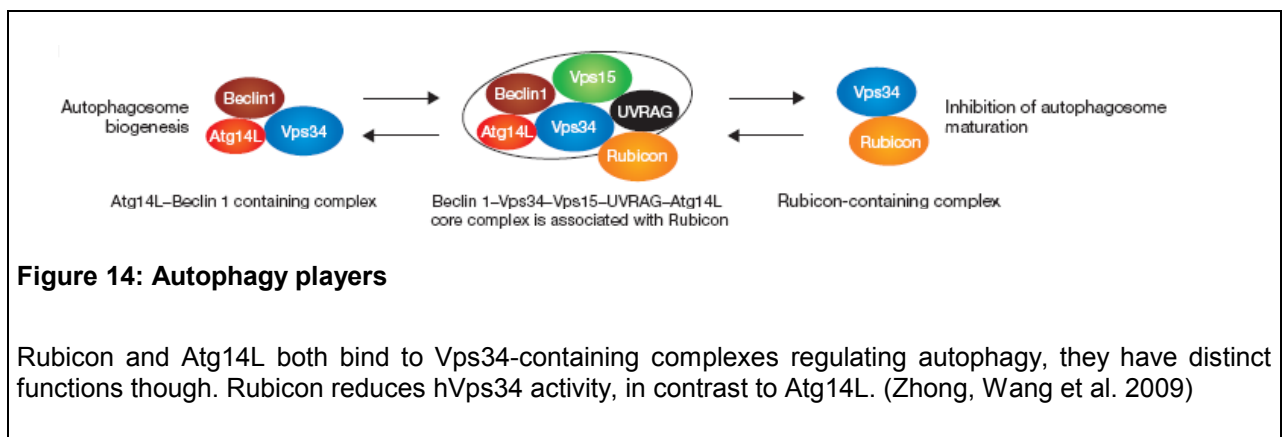 Autophagosome
biogenesis
Beclin1
Atg14L
Vps34
Atg14L–Beclin 1 containing complex
Vps15
Beclin1
UVRAG
Atg14L
Vps34
Rubicon
Beclin 1–Vps34–Vps15–UVRAG–Atg14L
core complex is associated with Rubicon
Vps34
Rubicon
Inhibition of autophagosome
maturation
Rubicon-containing complex
Figure 14: Autophagy players
Rubicon and Atg14L both bind to Vps34-containing complexes regulating autophagy, they have distinct
functions though. Rubicon reduces hVps34 activity, in contrast to Atg14L. (Zhong, Wang et al. 2009)